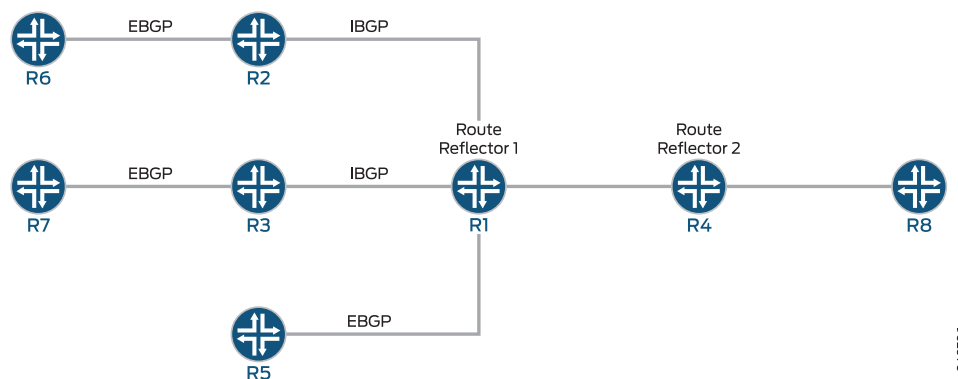 EBGP
IBGP
R6
R2
Route
Reflector 1
Route
Reflector 2
EBGP
IBGP
R7
R3
R1
R4
R8
EBGP
R5